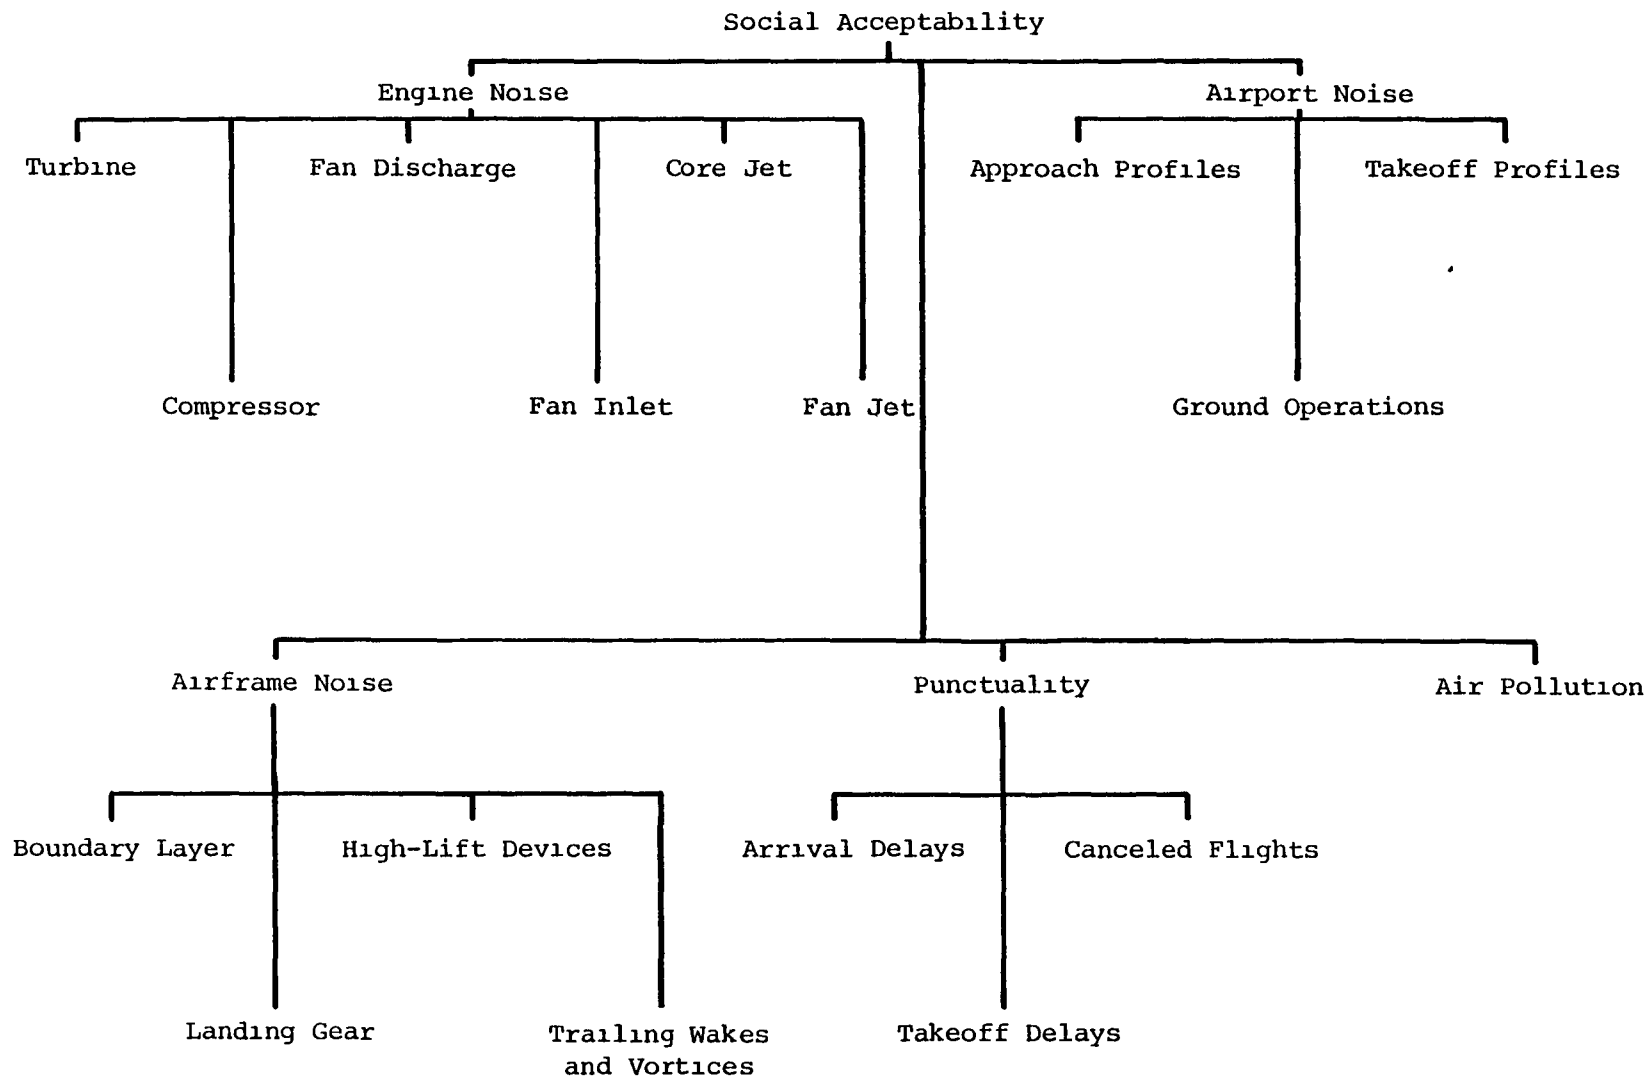 Social Acceptability
Engine Noise
Airport Noise
Turbine
Fan Discharge
Core Jet
Approach Profiles
Takeoff Profiles
Compressor
Fan Inlet
Fan Jet
Ground Operations
Airframe Noise
Punctuality
Air Pollution
Boundary Layer
High-Lift Devices
Arrival Delays
Canceled Flights
Landing Gear
Trailing Wakes
and Vortices
Takeoff Delays